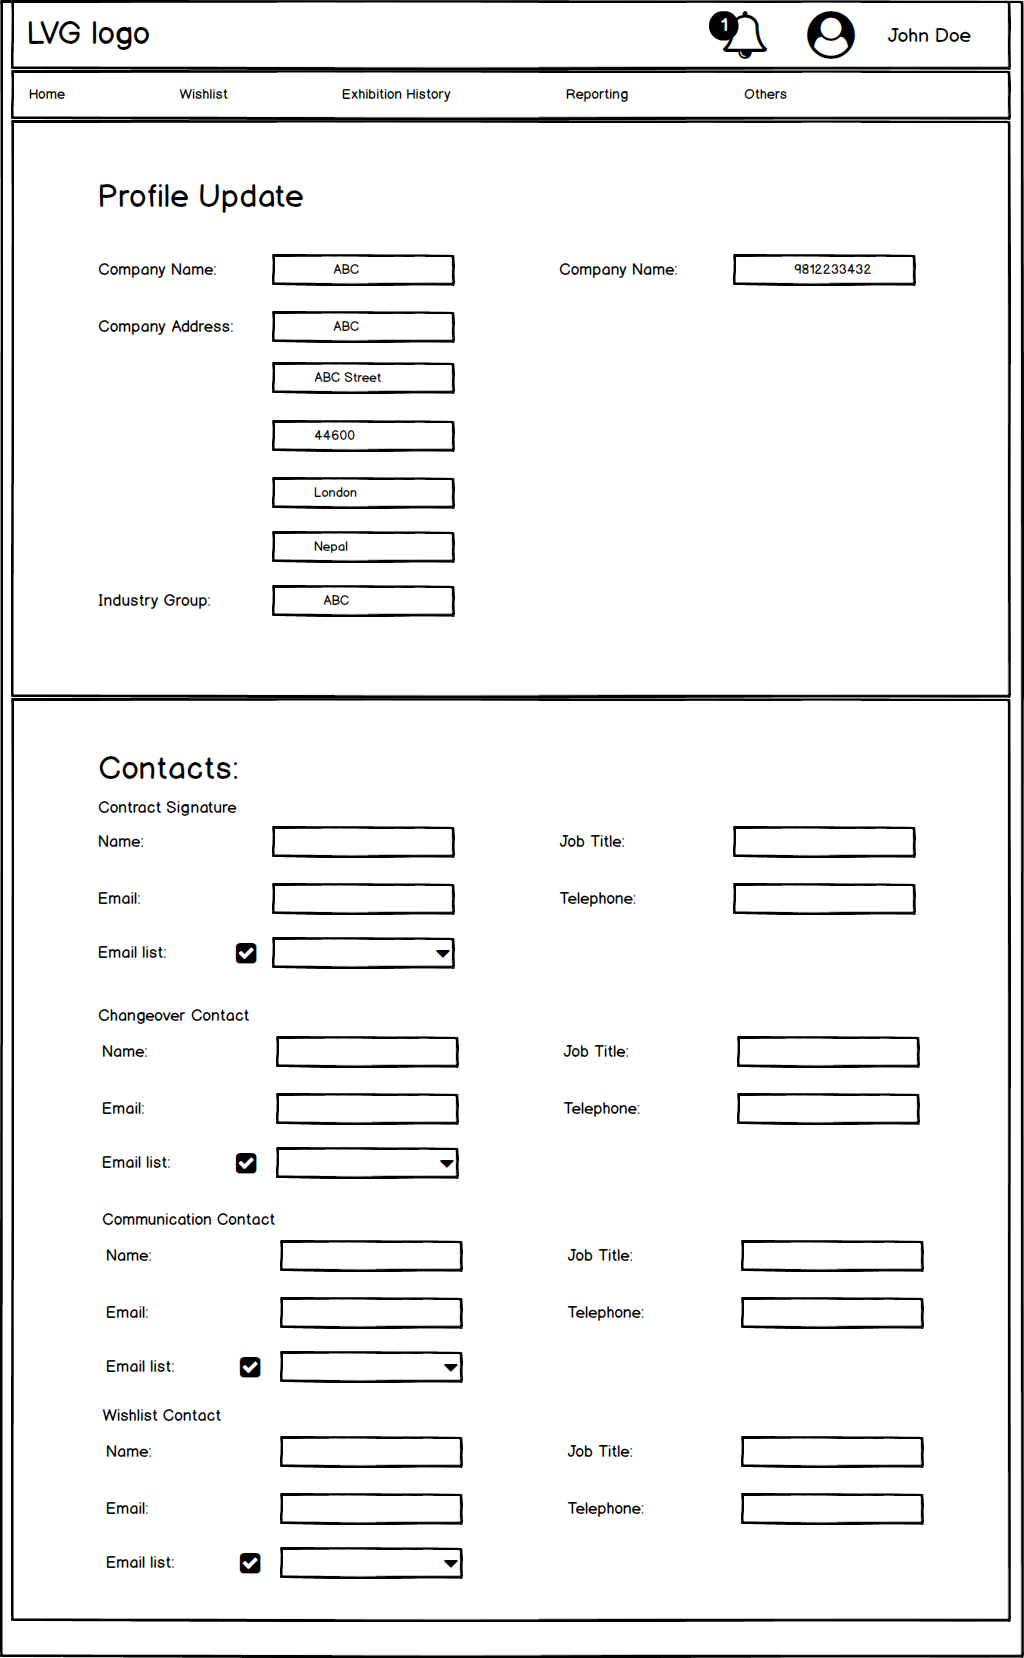 LVG logo
1
John Doe
Home Wishlist Exhibition History Reporting Others
Profile Update
Company Name: ABC Company Name: 9812233432
Company Address: ABC
ABC Street
44600
London
Nepal
Industry Group: ABC
Contacts:
Contract Signature
Name: Job Title:
Email: Telephone:
Email list:
Changeover Contact
Name: Job Title:
Email: Telephone:
Email list:
Communication Contact
Name: Job Title:
Email: Telephone:
Email list:
Wishlist Contact
Name: Job Title:
Email: Telephone:
Email list: